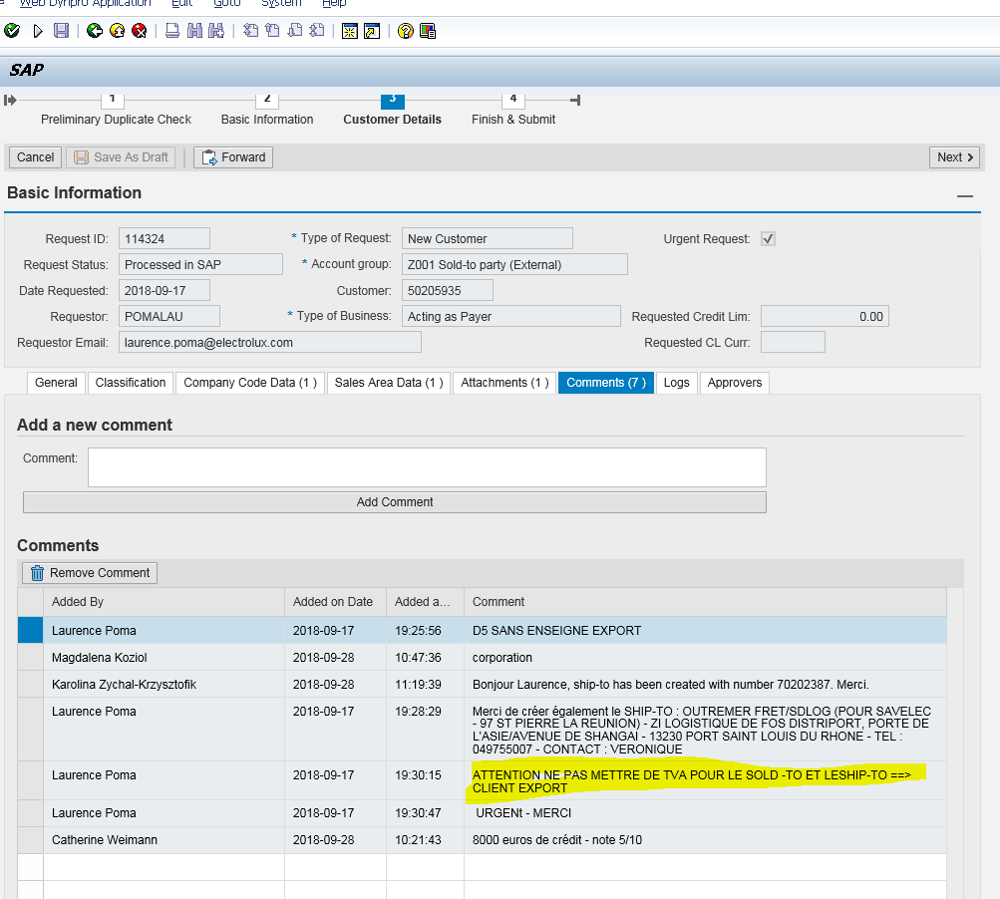 Web Dynpro Application Edit Goto System Help
SAP
1 2 3 4
Preliminary Duplicate Check Basic Information Customer Details Finish & Submit
Cancel Save As Draft Forward Next
Basic Information
Request ID: 114324 * Type of Request: New Customer Urgent Request:
Request Status: Processed in SAP * Account group: Z001 Sold-to party (External)
Date Requested: 2018-09-17 Customer: 50205935
Requestor: POMALAU * Type of Business: Acting as Payer Requested Credit Lim: 0.00
Requestor Email: laurence.poma@electrolux.com Requested CL Curr:
General Classification Company Code Data (1 ) Sales Area Data (1 ) Attachments (1 ) Comments (7 ) Logs Approvers
Add a new comment
Comment:
Add Comment
Comments
Remove Comment
Added By Added on Date Added a... Comment
Laurence Poma 2018-09-17 19:25:56 D5 SANS ENSEIGNE EXPORT
Magdalena Koziol 2018-09-28 10:47:36 corporation
Karolina Zychal-Krzysztofik 2018-09-28 11:19:39 Bonjour Laurence, ship-to has been created with number 70202387. Merci.
Laurence Poma 2018-09-17 19:28:29 Merci de créer également le SHIP-TO : OUTREMER FRET/SDLOG (POUR SAVELEC
- 97 ST PIERRE LA REUNION) - ZI LOGISTIQUE DE FOS DISTRIPORT, PORTE DE
L'ASIE/AVENUE DE SHANGAI - 13230 PORT SAINT LOUIS DU RHONE - TEL :
049755007 - CONTACT : VERONIQUE
Laurence Poma 2018-09-17 19:30:15 ATTENTION NE PAS METTRE DE TVA POUR LE SOLD -TO ET LESHIP-TO ==>
CLIENT EXPORT
Laurence Poma 2018-09-17 19:30:47 URGENt - MERCI
Catherine Weimann 2018-09-28 10:21:43 8000 euros de crédit - note 5/10